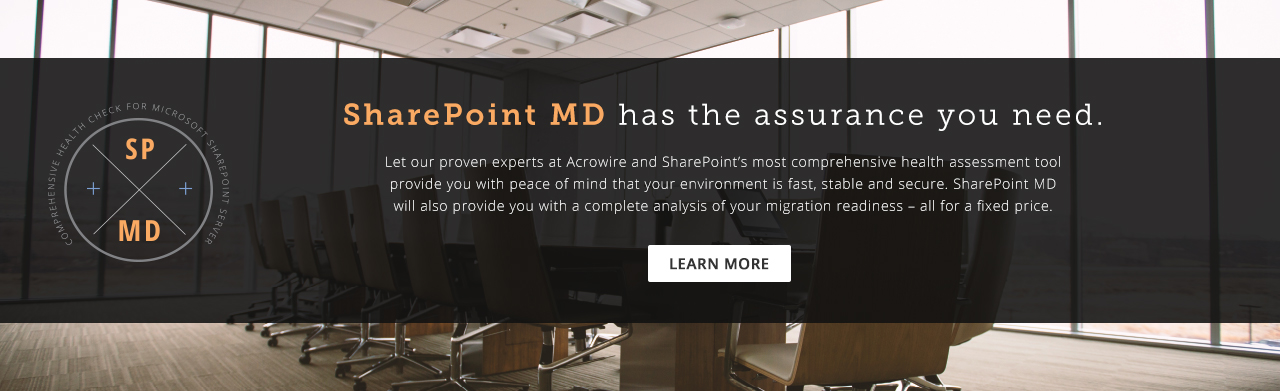 COMPREHENSIVE HEALTH CHECK FOR MICROSOFT SHAREPOINT SERVER
SP
MD
SharePoint MD has the assurance you need.
Let our proven experts at Acrowire and SharePoint’s most comprehensive health assessment tool
provide you with peace of mind that your environment is fast, stable and secure. SharePoint MD
will also provide you with a complete analysis of your migration readiness – all for a fixed price.
LEARN MORE